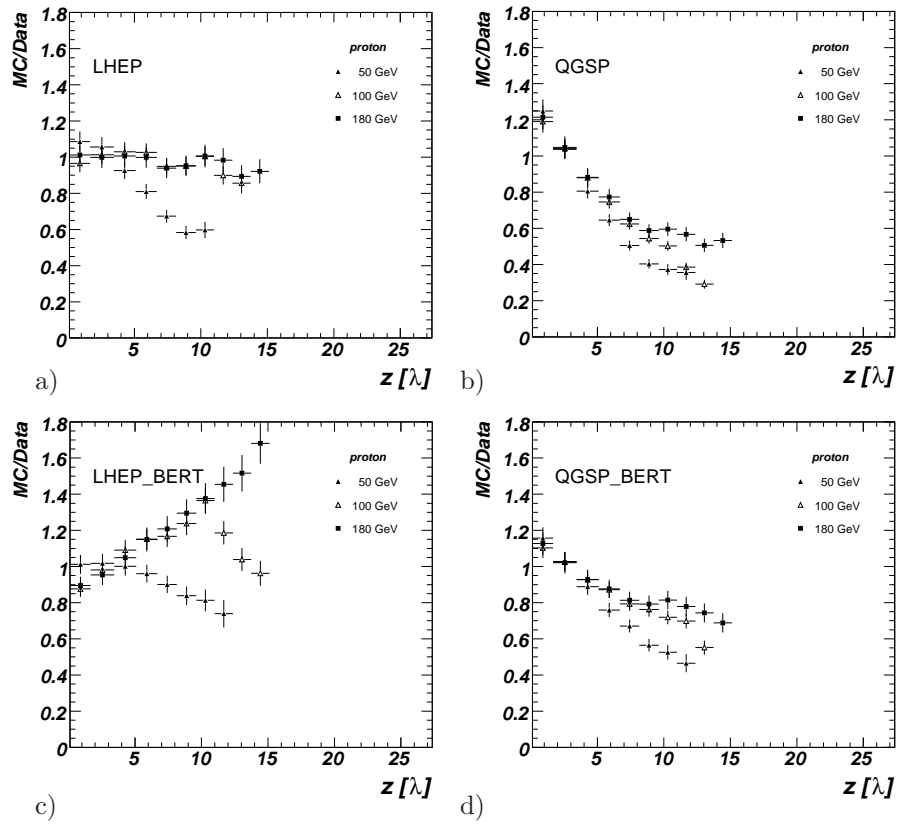 MC/Data
1.8
1.6
1.4
1.2
1
0.8
0.6
0.4
0.2
0
LHEP
proton
50 GeV
100 GeV
180 GeV
5 10 15 20 25
z [λ]
a)
MC/Data
1.8
1.6
1.4
1.2
1
0.8
0.6
0.4
0.2
0
QGSP
proton
50 GeV
100 GeV
180 GeV
5 10 15 20 25
z [λ]
b)
MC/Data
1.8
1.6
1.4
1.2
1
0.8
0.6
0.4
0.2
0
LHEP_BERT
proton
50 GeV
100 GeV
180 GeV
5 10 15 20 25
z [λ]
c)
MC/Data
1.8
1.6
1.4
1.2
1
0.8
0.6
0.4
0.2
0
QGSP_BERT
proton
50 GeV
100 GeV
180 GeV
5 10 15 20 25
z [λ]
d)